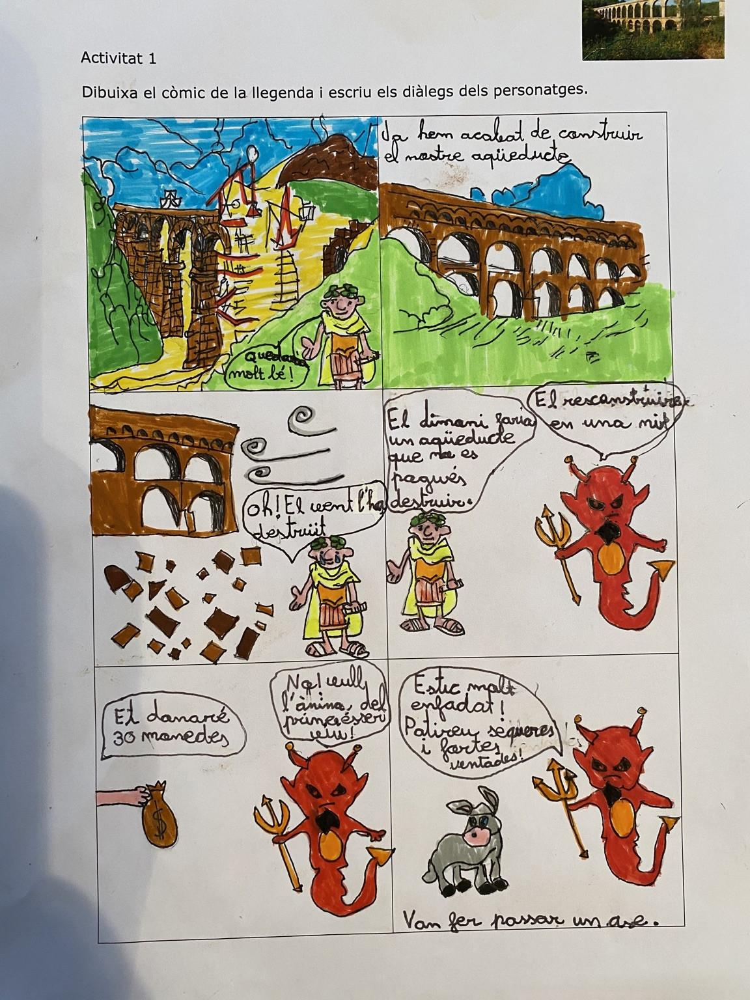 Activitat 1
Dibuixa el còmic de la llegenda i escriu els diàlegs dels personatges.
Quedaria
molt bé!
Ja hem acabat de construir
el nostre aqüeducte
oh! El vent l'ha
destruït
El dimoni faria
un aqüeducte
que no es
pagués
destruir.
El resconstruiré
en una nit
Et donaré
30 monedes
No! vull
l'ànima, del
primer ésser
viu!
Estic molt
enfadat!
Patireu sequeres
i fortes
ventades!
Van fer passar un ase.